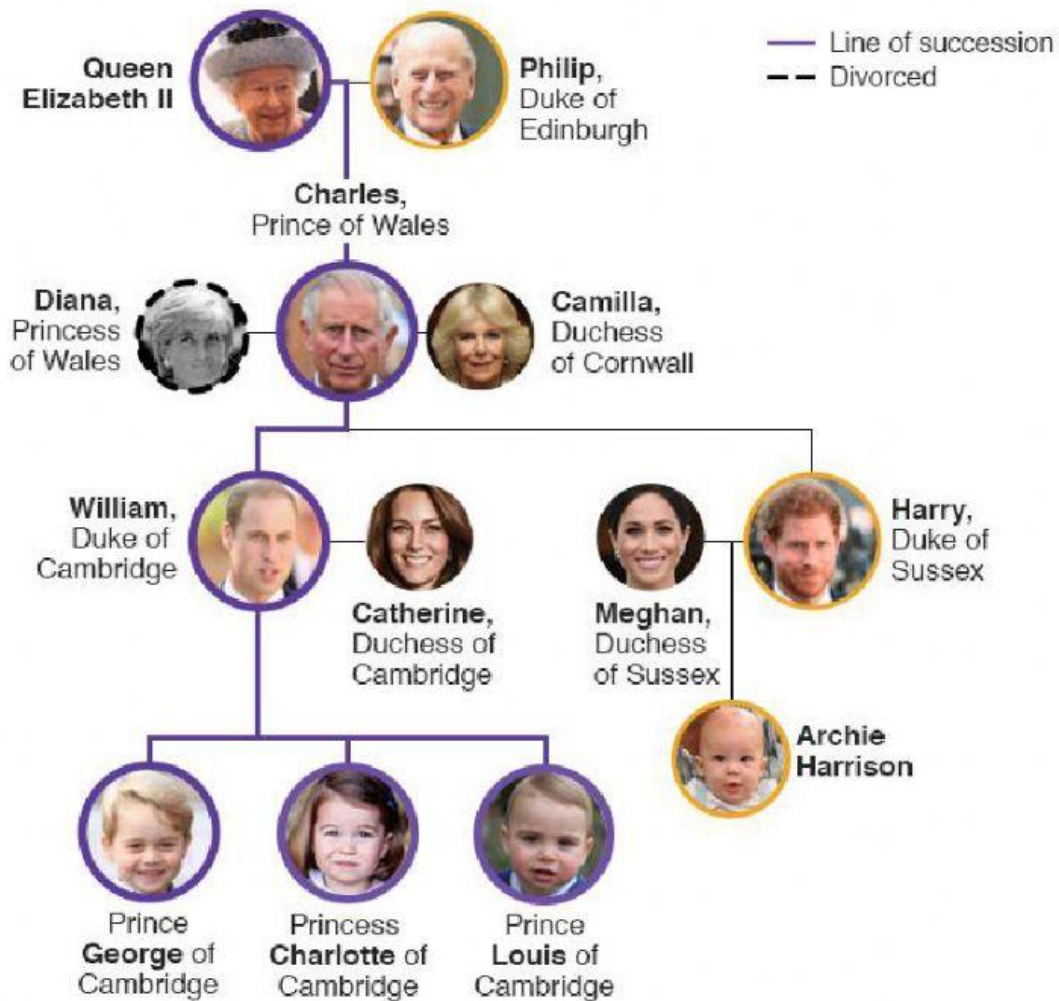 Queen
Elizabeth II
Philip,
Duke of
Edinburgh
Line of succession
Divorced
Charles,
Prince of Wales
Diana,
Princess
of Wales
Camilla,
Duchess
of Cornwall
William,
Duke of
Cambridge
Catherine,
Duchess of
Cambridge
Meghan,
Duchess
of Sussex
Harry,
Duke of
Sussex
Archie
Harrison
Prince
George of
Cambridge
Princess
Charlotte of
Cambridge
Prince
Louis of
Cambridge